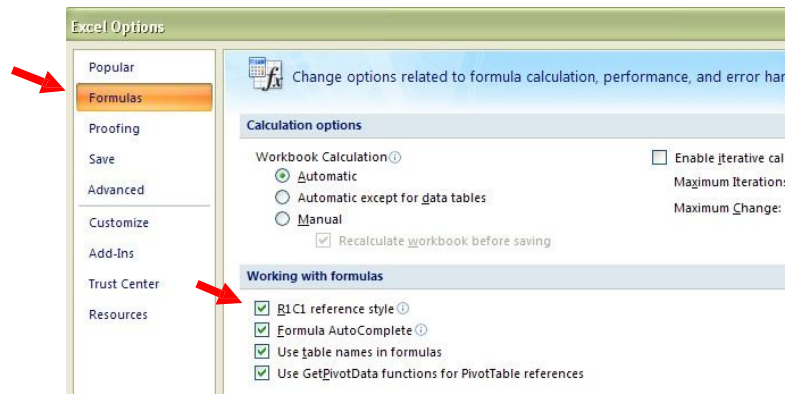 Excel Options
Popular
Formulas
Proofing
Save
Advanced
Customize
Add-Ins
Trust Center
Resources
Change options related to formula calculation, performance, and error har
Calculation options
Workbook Calculation
Automatic
Automatic except for data tables
Manual
Recalculate workbook before saving
Enable iterative cal
Maximum Iterations
Maximum Change:
Working with formulas
R1C1 reference style
Formula AutoComplete
Use table names in formulas
Use GetPivotData functions for PivotTable references